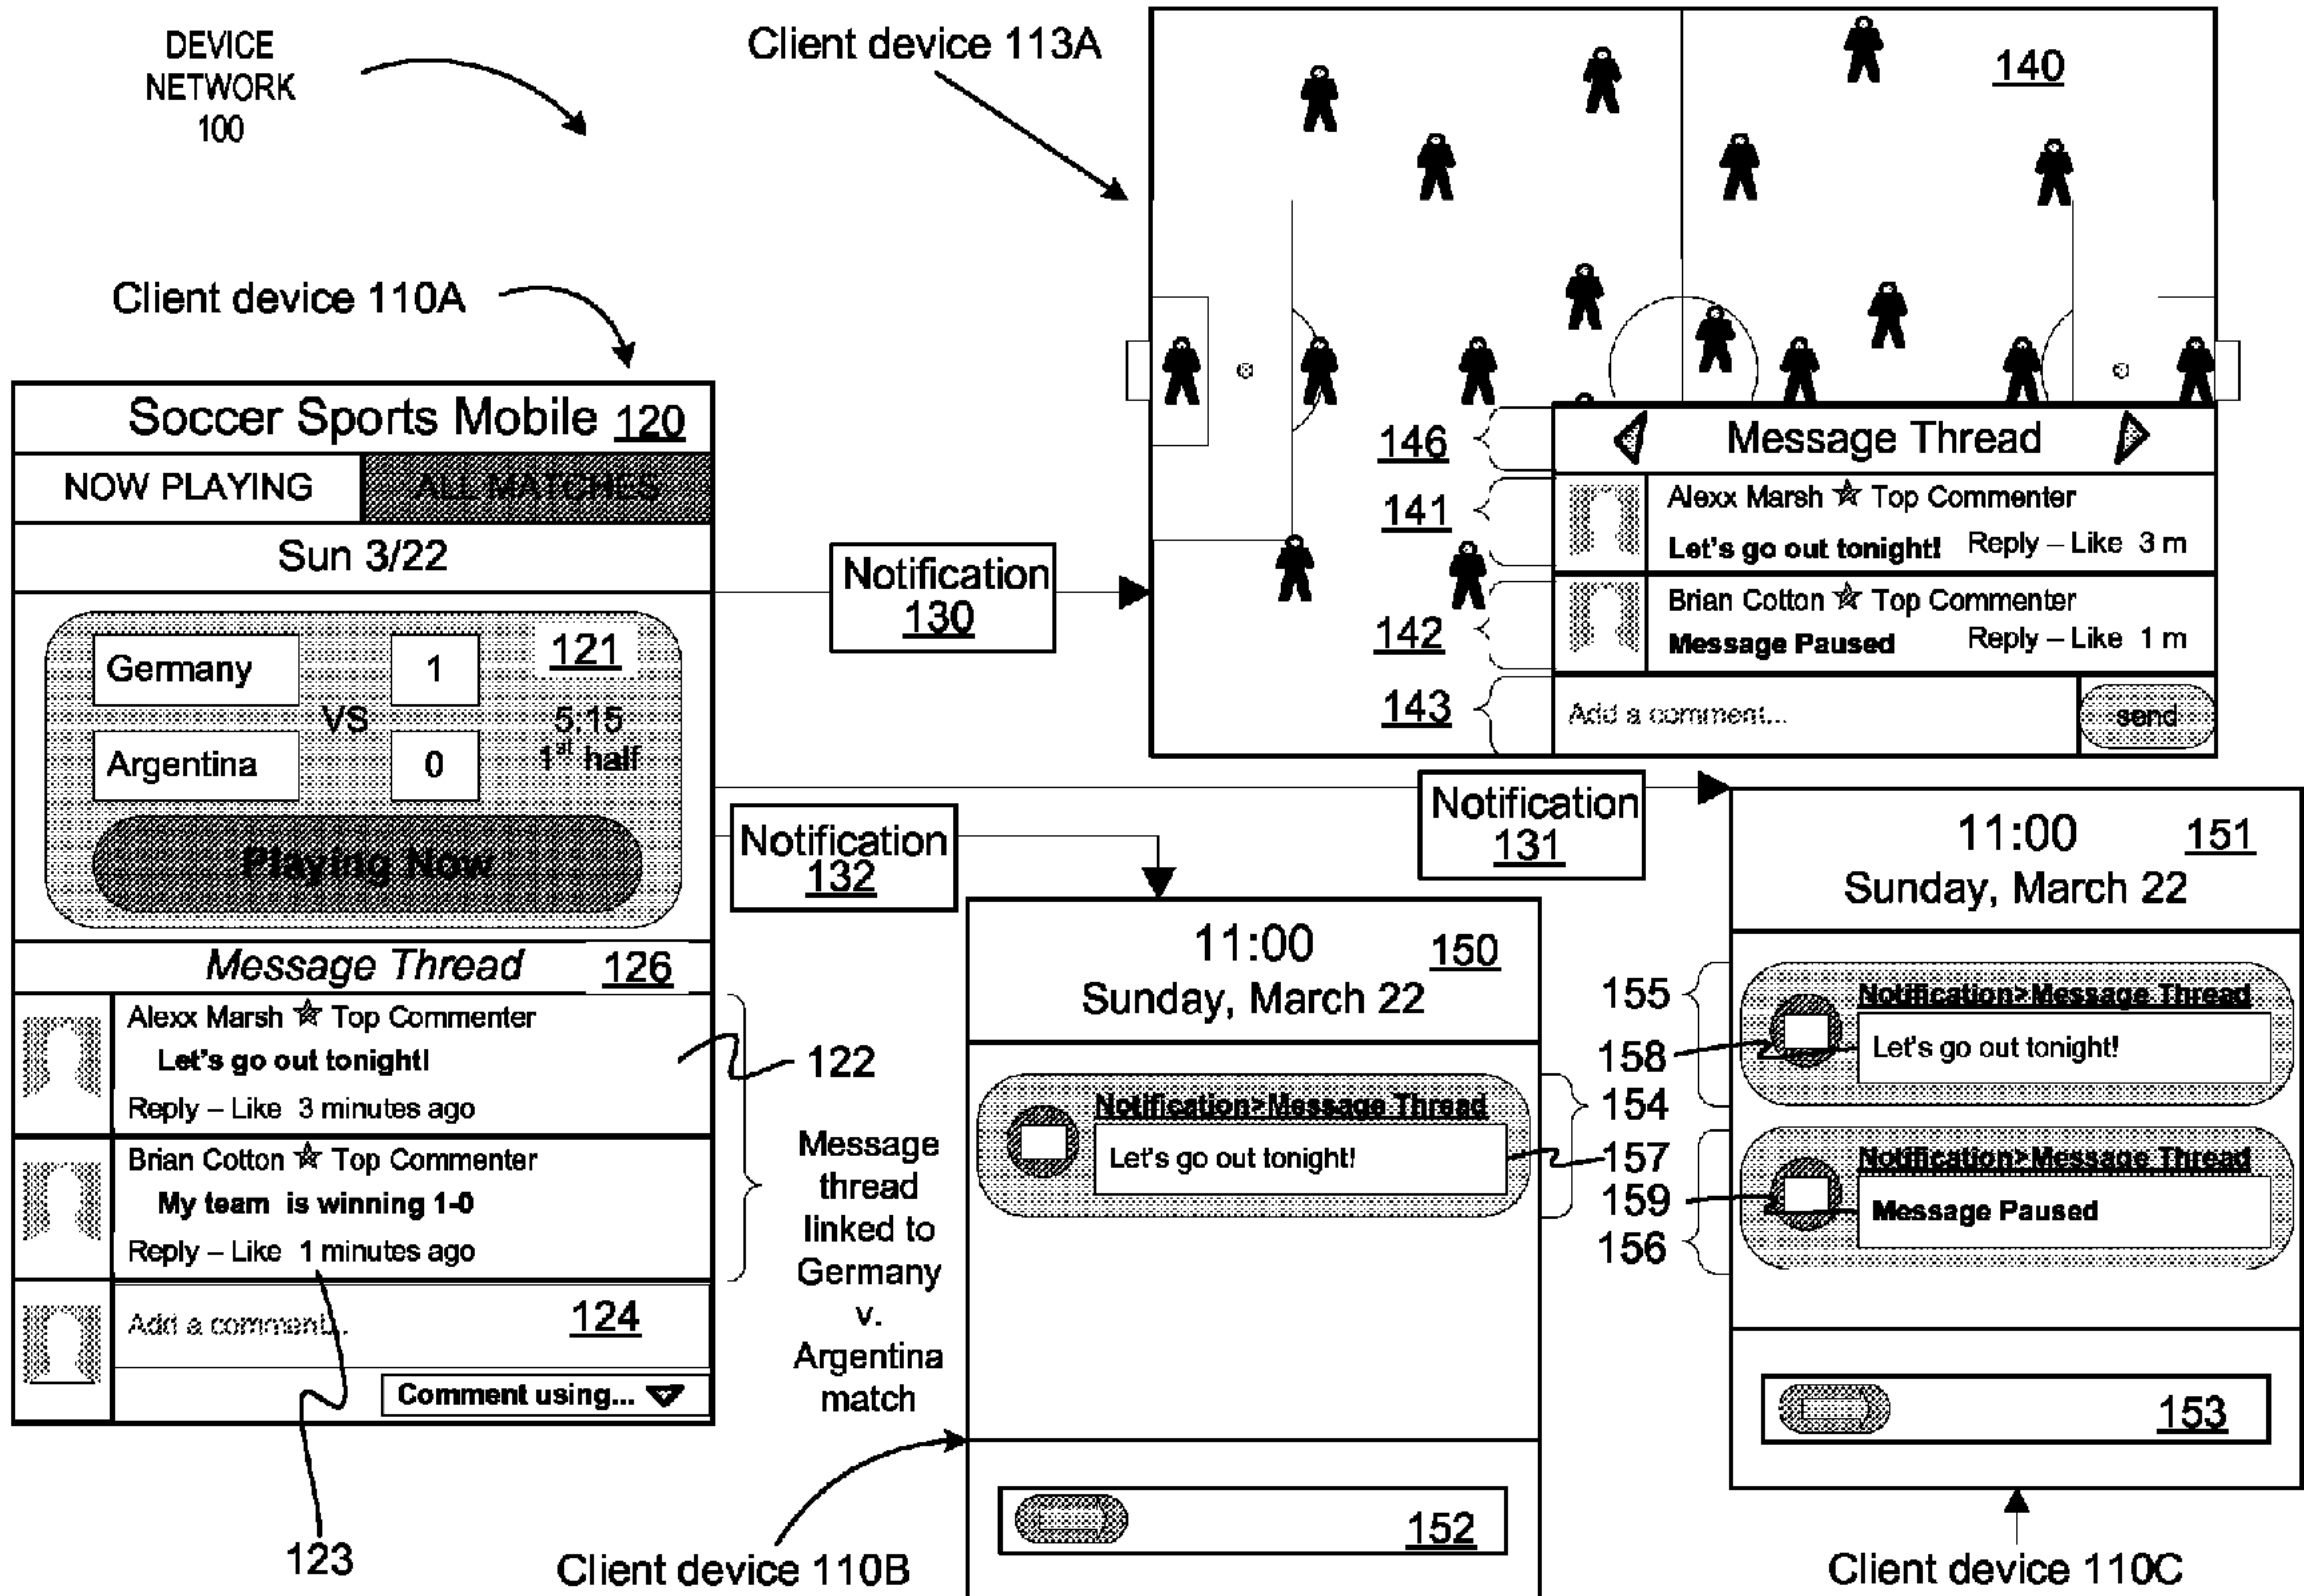 DEVICE
NETWORK
100
Client device 113A
140
Client device 110A
Soccer Sports Mobile 120
NOW PLAYING
ALL MATCHES
Sun 3/22
Germany
1
121
VS
5:15
1st half
Argentina
0
Playing Now
Message Thread 126
Alexx Marsh ☆ Top Commenter
Let's go out tonight!
Reply – Like 3 minutes ago
Brian Cotton ☆ Top Commenter
My team is winning 1-0
Reply – Like 1 minutes ago
Add a comment...
124
Comment using...
123
122
Message
thread
linked to
Germany
v.
Argentina
match
Notification
130
146
Message Thread
141
Alexx Marsh ☆ Top Commenter
Let's go out tonight! Reply – Like 3 m
142
Brian Cotton ☆ Top Commenter
Message Paused Reply – Like 1 m
143
Add a comment...
send
Notification
132
Notification
131
11:00
150
Sunday, March 22
154
Notification>Message Thread
Let's go out tonight!
157
152
Client device 110B
11:00
151
Sunday, March 22
155
Notification>Message Thread
158
Let's go out tonight!
Notification>Message Thread
159
Message Paused
156
153
Client device 110C